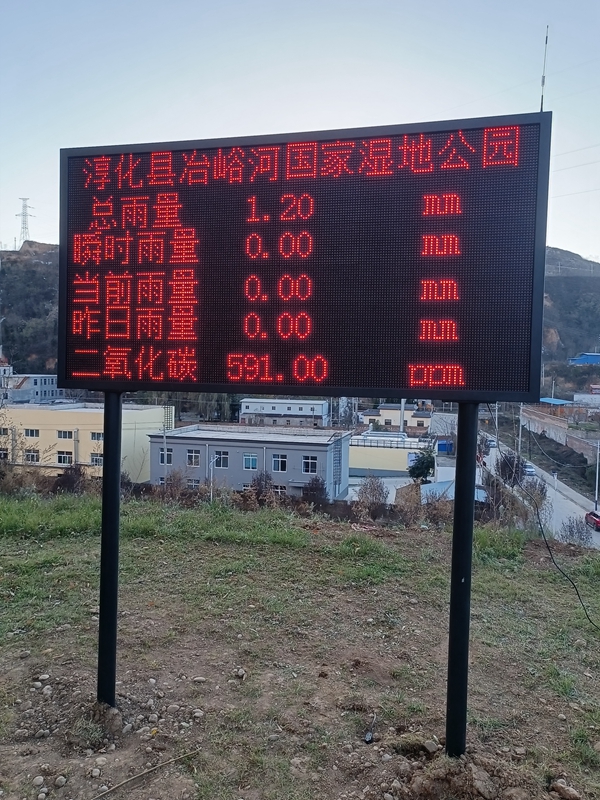 淳化县冶峪河国家湿地公园
总雨量 1.20 mm
瞬时雨量 0.00 mm
当前雨量 0.00 mm
昨日雨量 0.00 mm
二氧化碳 591.00 ppm